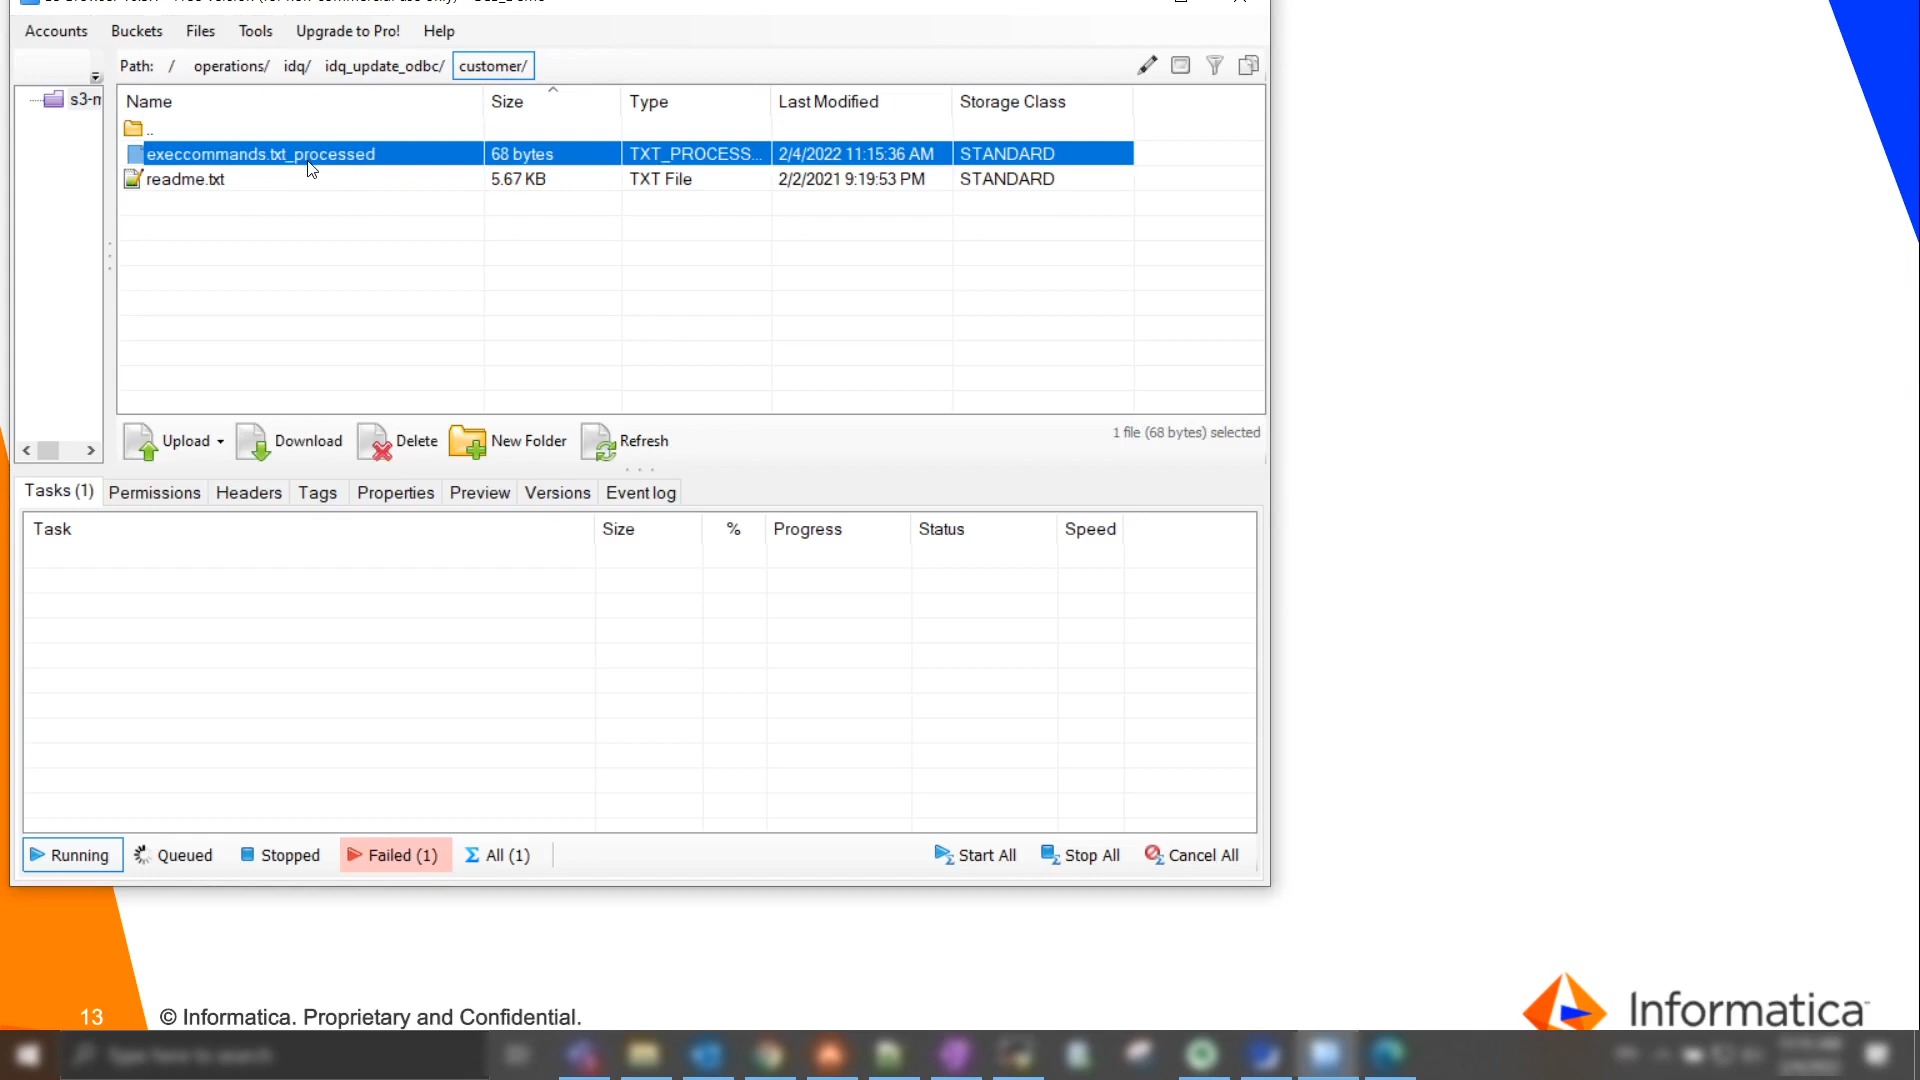 Accounts Buckets Files Tools Upgrade to Pro! Help
Path: / operations/ idq/ idq_update_odbc/ customer/
s3-m
Name Size Type Last Modified Storage Class
..
execcommands.txt_processed 68 bytes TXT_PROCESS... 2/4/2022 11:15:36 AM STANDARD
readme.txt 5.67 KB TXT File 2/2/2021 9:19:53 PM STANDARD
Upload Download Delete New Folder Refresh
1 file (68 bytes) selected
Tasks (1) Permissions Headers Tags Properties Preview Versions Event log
Task Size % Progress Status Speed
Running Queued Stopped Failed (1) All (1) Start All Stop All Cancel All
13 © Informatica. Proprietary and Confidential.
Informatica
Type here to search